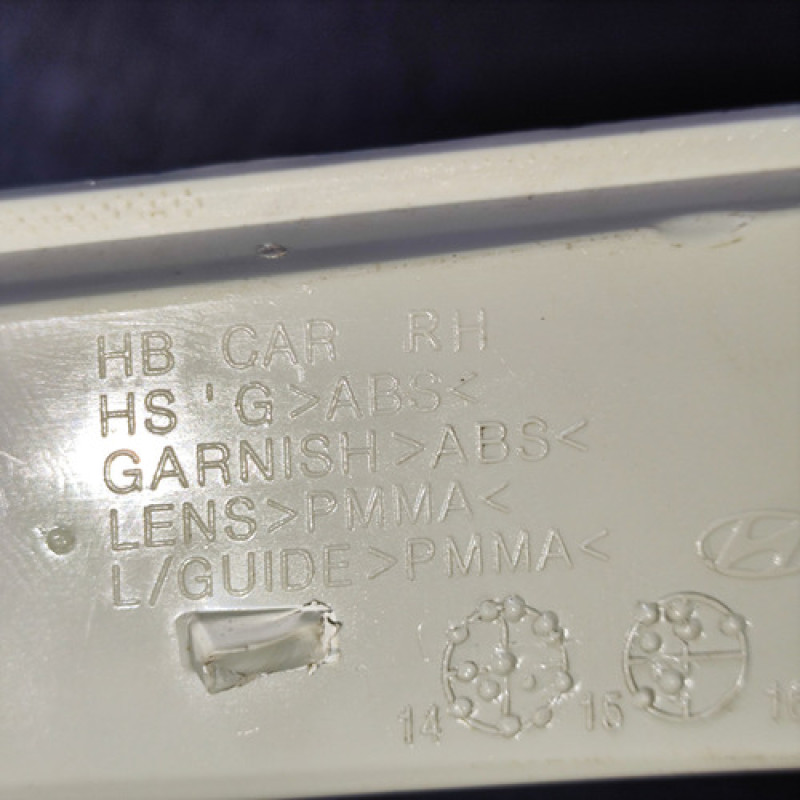 HB CAR RH
HS'G>ABS<
GARNISH>ABS<
LENS>PMMA<
L/GUIDE>PMMA<
14 15